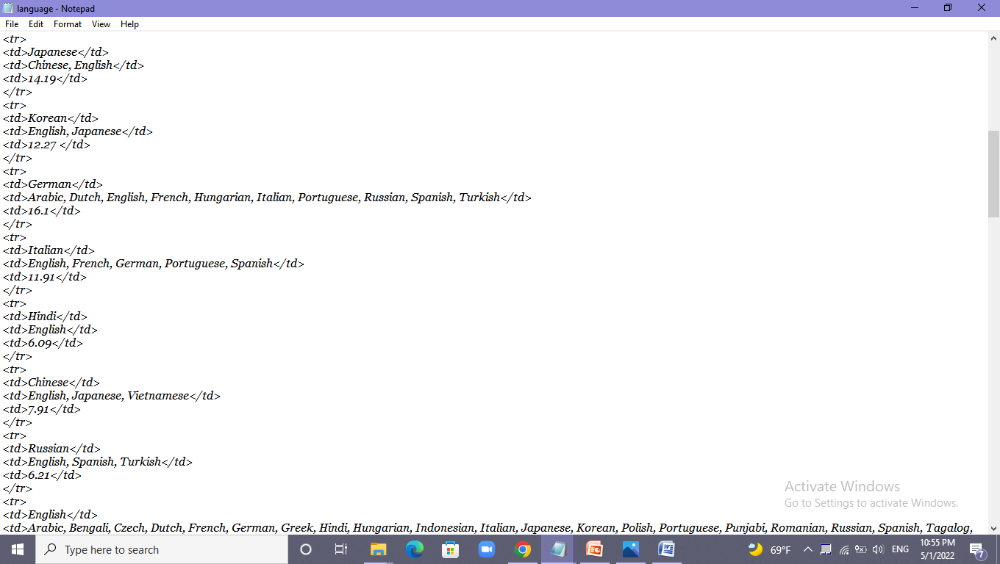 language - Notepad
File Edit Format View Help
<tr>
<td>Japanese</td>
<td>Chinese, English</td>
<td>14.19</td>
</tr>
<tr>
<td>Korean</td>
<td>English, Japanese</td>
<td>12.27 </td>
</tr>
<tr>
<td>German</td>
<td>Arabic, Dutch, English, French, Hungarian, Italian, Portuguese, Russian, Spanish, Turkish</td>
<td>16.1</td>
</tr>
<tr>
<td>Italian</td>
<td>English, French, German, Portuguese, Spanish</td>
<td>11.91</td>
</tr>
<tr>
<td>Hindi</td>
<td>English</td>
<td>6.09</td>
</tr>
<tr>
<td>Chinese</td>
<td>English, Japanese, Vietnamese</td>
<td>7.91</td>
</tr>
<tr>
<td>Russian</td>
<td>English, Spanish, Turkish</td>
<td>6.21</td>
</tr>
<tr>
<td>English</td>
<td>Arabic, Bengali, Czech, Dutch, French, German, Greek, Hindi, Hungarian, Indonesian, Italian, Japanese, Korean, Polish, Portuguese, Punjabi, Romanian, Russian, Spanish, Tagalog,
Activate Windows
Go to Settings to activate Windows.
Type here to search
69°F
ENG
10:55 PM
5/1/2022
7